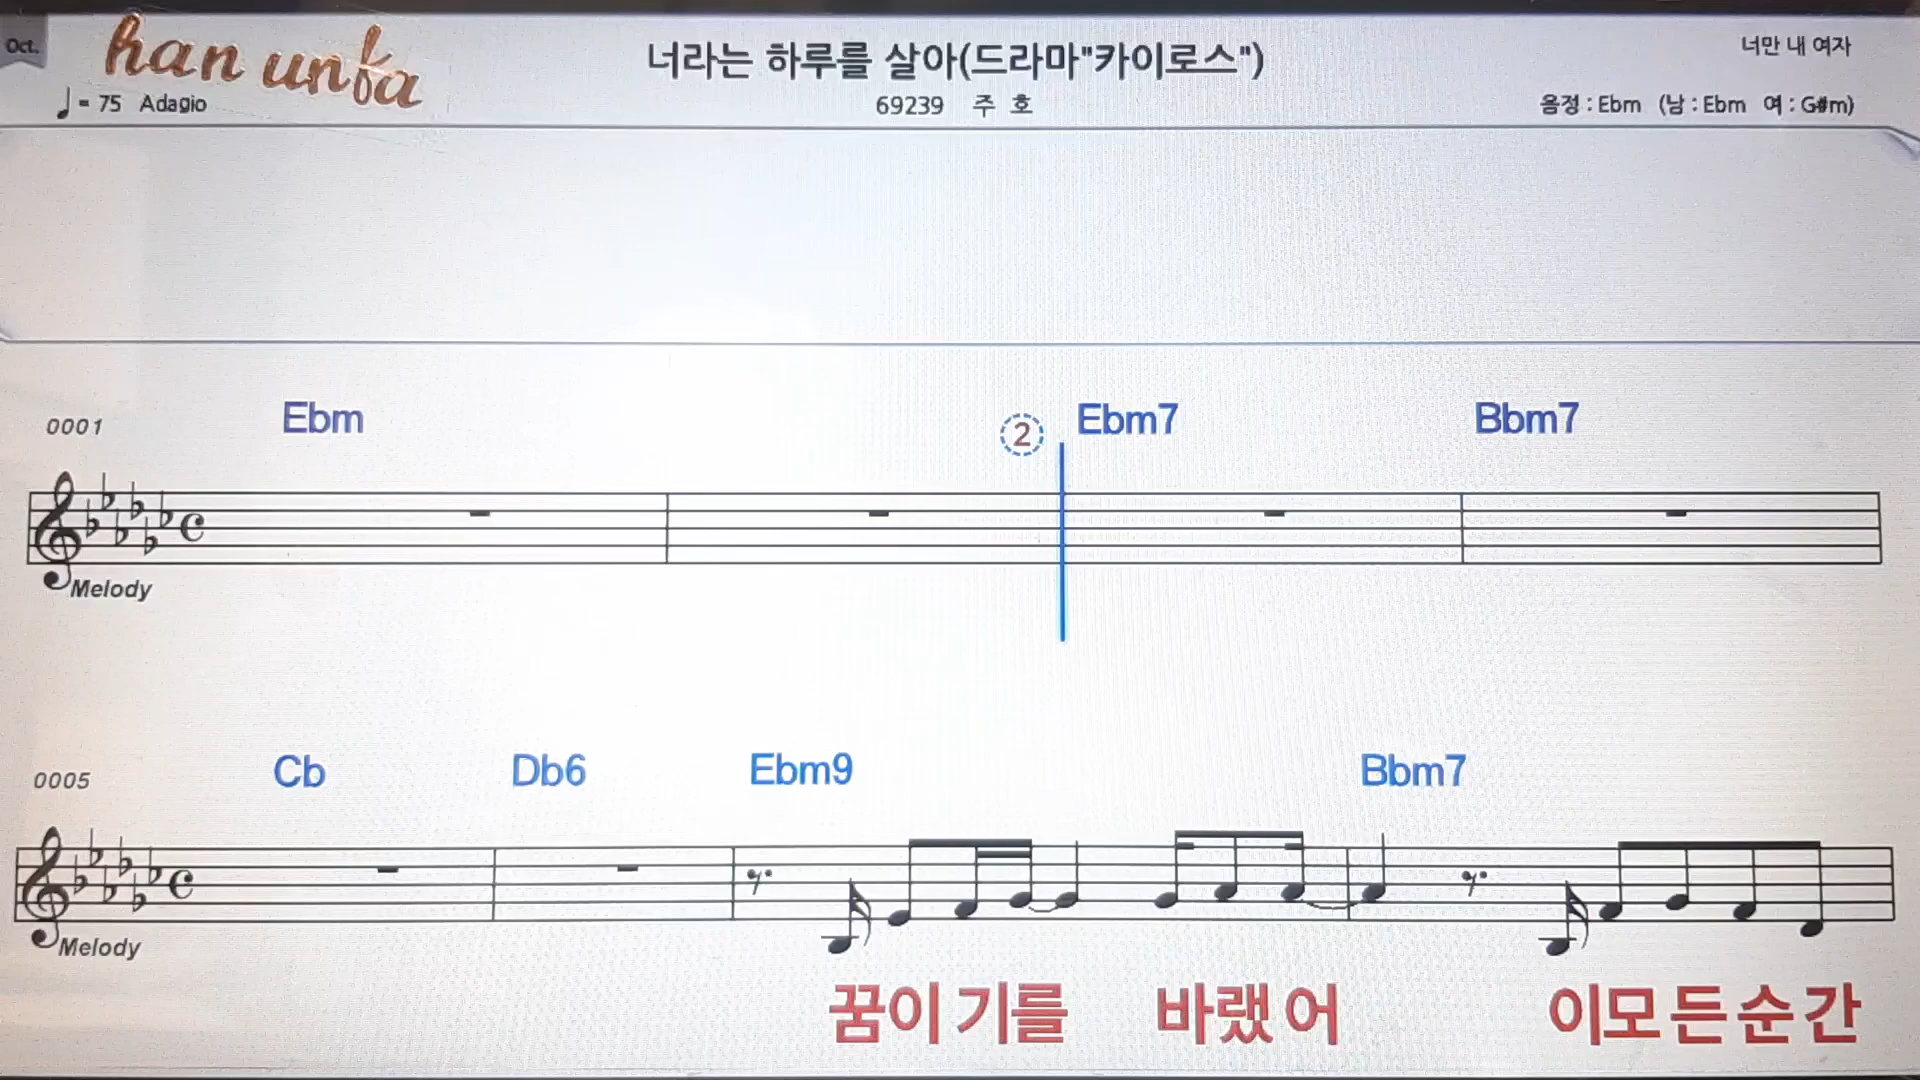 Oct.
han unfa
너라는 하루를 살아(드라마"카이로스")
너만 내 여자
♩ = 75 Adagio
69239 주 호
음정 : Ebm (남 : Ebm 여 : G#m)
0001 Ebm ② Ebm7 Bbm7
Melody
0005 Cb Db6 Ebm9 Bbm7
Melody
꿈이 기를 바랬 어 이모든순간